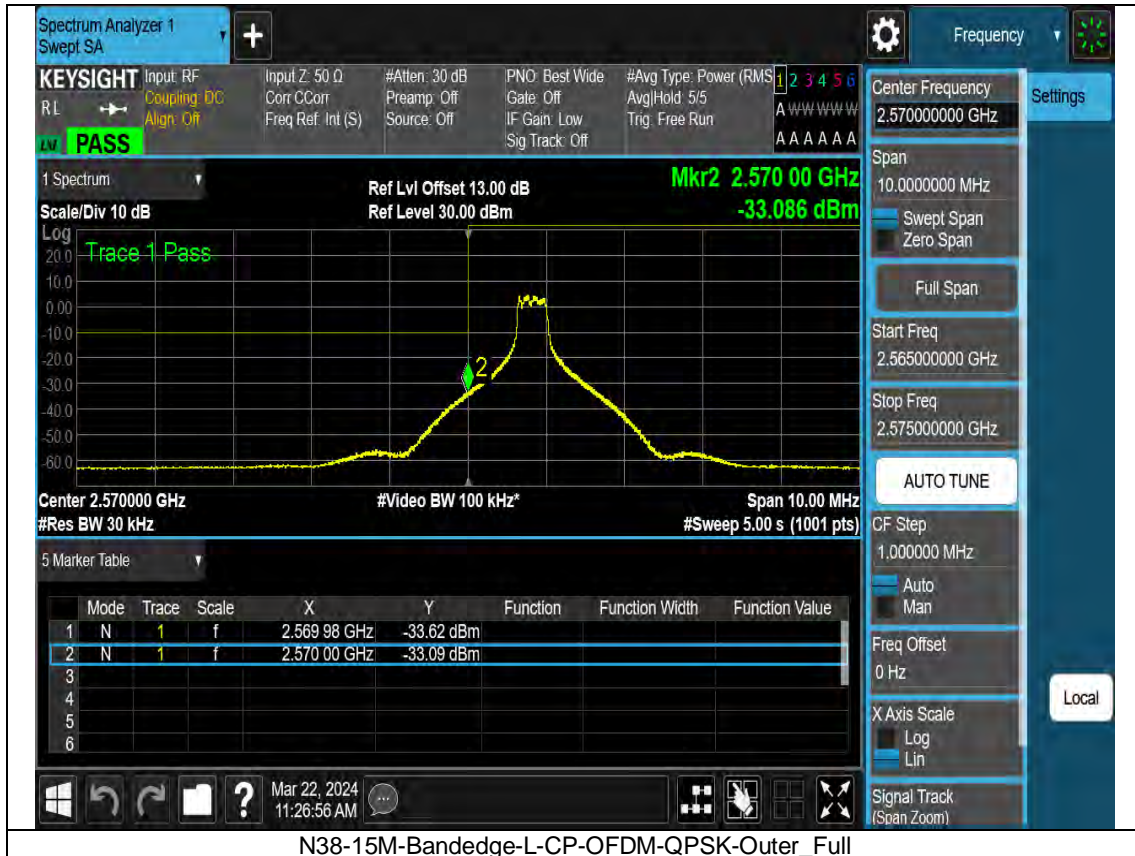 Spectrum Analyzer 1
Swept SA
Frequency
KEYSIGHT
RL
PASS
Input: RF
Coupling: DC
Align: Off
Input Z: 50 Ω
Corr CCorr
Freq Ref: Int (S)
#Atten: 30 dB
Preamp: Off
Source: Off
PNO: Best Wide
Gate: Off
IF Gain: Low
Sig Track: Off
#Avg Type: Power (RMS
Avg|Hold: 5/5
Trig: Free Run
1 2 3 4 5 6
A W W W W W
A A A A A A
1 Spectrum
Scale/Div 10 dB
Ref Lvl Offset 13.00 dB
Ref Level 30.00 dBm
Mkr2 2.570 00 GHz
-33.086 dBm
Log
Trace 1 Pass
20.0
10.0
0.00
-10.0
-20.0
-30.0
-40.0
-50.0
-60.0
2
Center 2.570000 GHz
#Video BW 100 kHz*
Span 10.00 MHz
#Res BW 30 kHz
#Sweep 5.00 s (1001 pts)
5 Marker Table
Mode Trace Scale X Y Function Function Width Function Value
1 N 1 f 2.569 98 GHz -33.62 dBm
2 N 1 f 2.570 00 GHz -33.09 dBm
3
4
5
6
?
Mar 22, 2024
11:26:56 AM
Center Frequency
2.570000000 GHz
Settings
Span
10.0000000 MHz
Swept Span
Zero Span
Full Span
Start Freq
2.565000000 GHz
Stop Freq
2.575000000 GHz
AUTO TUNE
CF Step
1.000000 MHz
Auto
Man
Freq Offset
0 Hz
X Axis Scale
Log
Lin
Local
Signal Track
(Span Zoom)
N38-15M-Bandedge-L-CP-OFDM-QPSK-Outer_Full